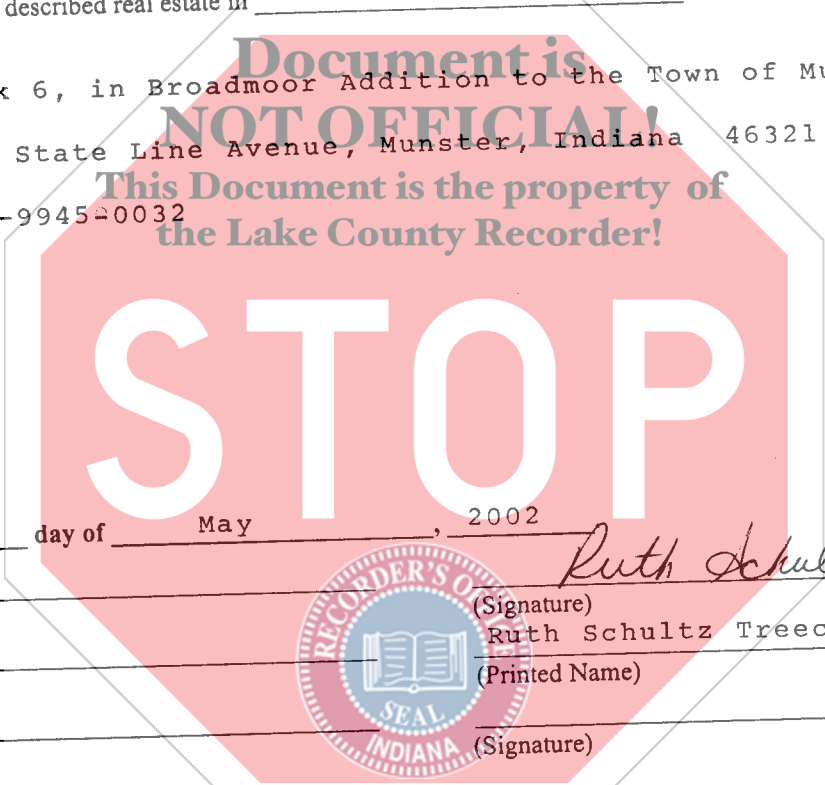 described real estate in
Document is
6, in Broadmoor Addition to the Town of
NOT OFFICIAL!
State Line Avenue, Munster, Indiana 46321
This Document is the property of
-9945-0032
the Lake County Recorder!
STOP
day of May, 2002
Ruth
(Signature)
Ruth Schultz
(Printed Name)
(Signature)
RECORDER'S OFFICE
SEAL
INDIANA